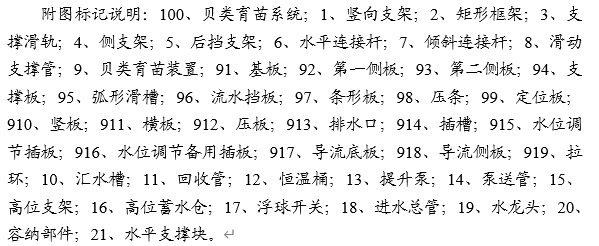 附图标记说明：100、贝类育苗系统；1、竖向支架；2、矩形框架；3、支
撑滑轨；4、侧支架；5、后挡支架；6、水平连接杆；7、倾斜连接杆；8、滑动
支撑管；9、贝类育苗装置；91、基板；92、第一侧板；93、第二侧板；94、支
撑板；95、弧形滑槽；96、流水挡板；97、条形板；98、压条；99、定位板；
910、竖板；911、横板；912、压板；913、排水口；914、插槽；915、水位调
节插板；916、水位调节备用插板；917、导流底板；918、导流侧板；919、拉
环；10、汇水槽；11、回收管；12、恒温桶；13、提升泵；14、泵送管；15、
高位支架；16、高位蓄水仓；17、浮球开关；18、进水总管；19、水龙头；20、
容纳部件；21、水平支撑块。